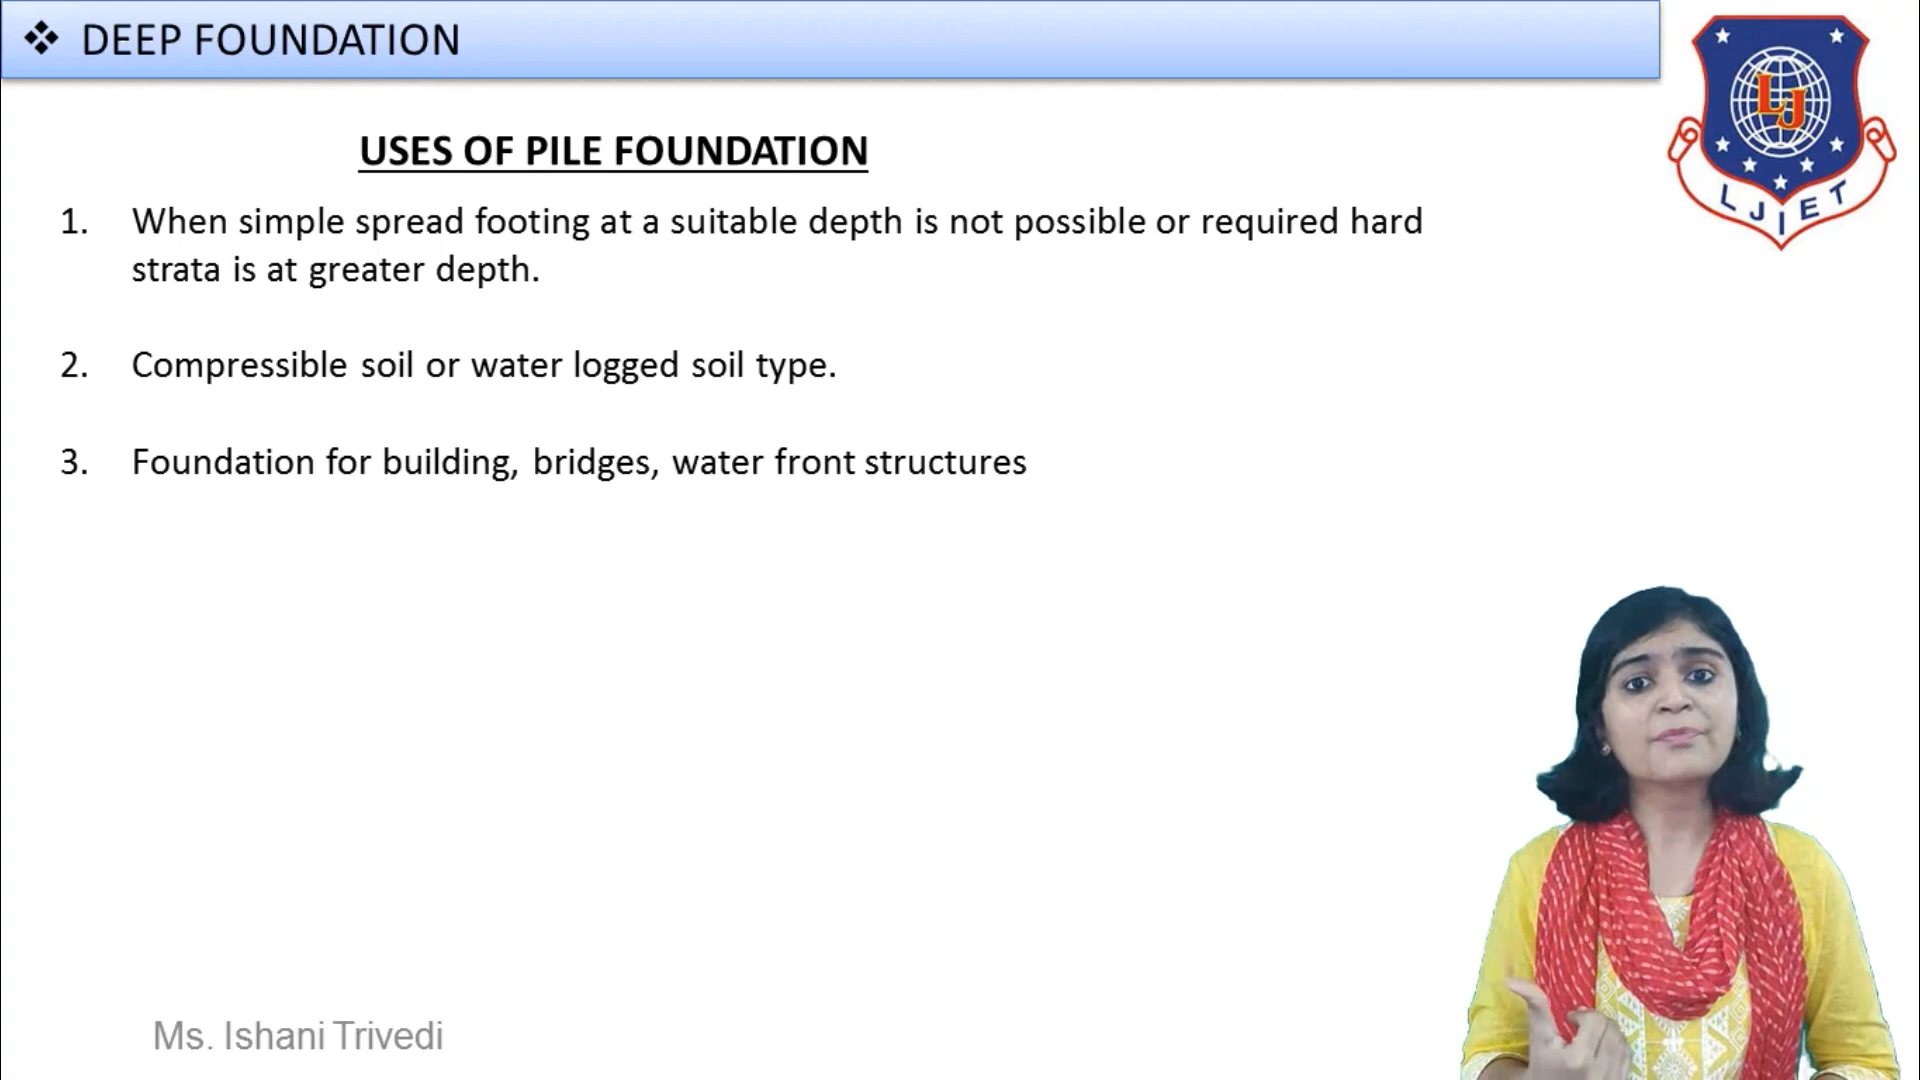 ❖ DEEP FOUNDATION
USES OF PILE FOUNDATION
1. When simple spread footing at a suitable depth is not possible or required hard
strata is at greater depth.
2. Compressible soil or water logged soil type.
3. Foundation for building, bridges, water front structures
LJ
LJIET
Ms. Ishani Trivedi